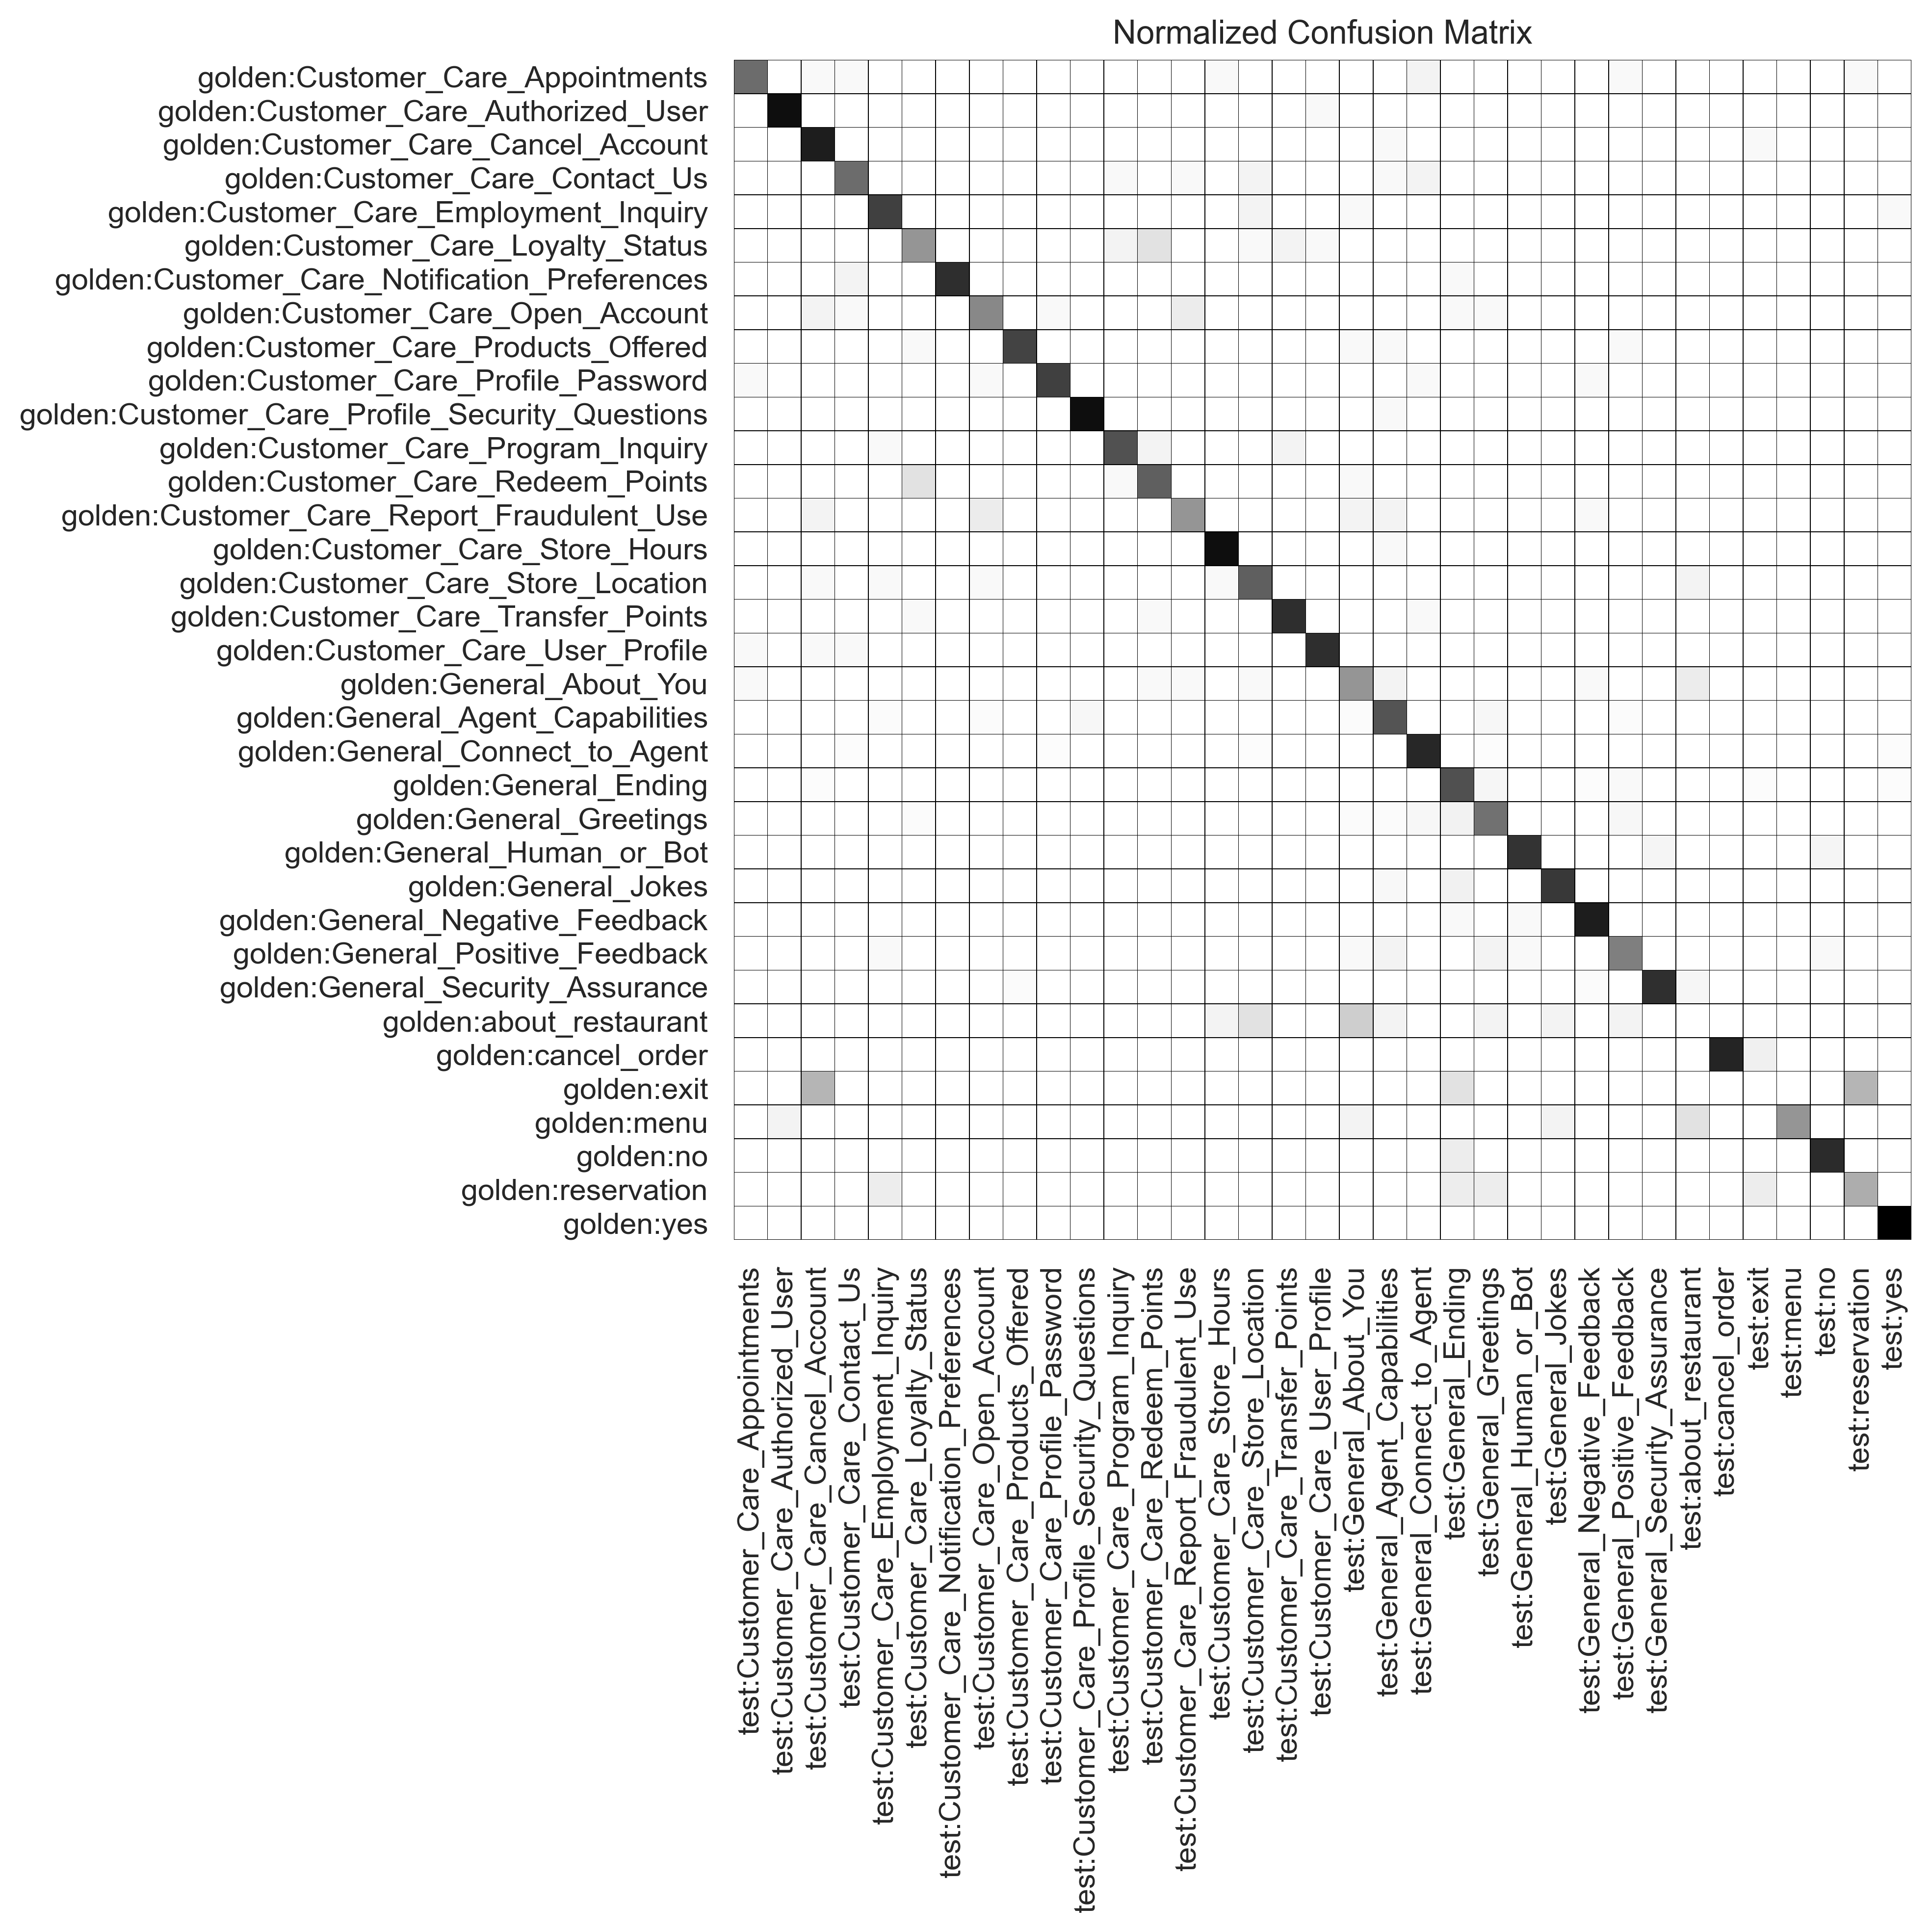 Normalized Confusion Matrix
golden:Customer_Care_Appointments
golden:Customer_Care_Authorized_User
golden:Customer_Care_Cancel_Account
golden:Customer_Care_Contact_Us
golden:Customer_Care_Employment_Inquiry
golden:Customer_Care_Loyalty_Status
golden:Customer_Care_Notification_Preferences
golden:Customer_Care_Open_Account
golden:Customer_Care_Products_Offered
golden:Customer_Care_Profile_Password
golden:Customer_Care_Profile_Security_Questions
golden:Customer_Care_Program_Inquiry
golden:Customer_Care_Redeem_Points
golden:Customer_Care_Report_Fraudulent_Use
golden:Customer_Care_Store_Hours
golden:Customer_Care_Store_Location
golden:Customer_Care_Transfer_Points
golden:Customer_Care_User_Profile
golden:General_About_You
golden:General_Agent_Capabilities
golden:General_Connect_to_Agent
golden:General_Ending
golden:General_Greetings
golden:General_Human_or_Bot
golden:General_Jokes
golden:General_Negative_Feedback
golden:General_Positive_Feedback
golden:General_Security_Assurance
golden:about_restaurant
golden:cancel_order
golden:exit
golden:menu
golden:no
golden:reservation
golden:yes
test:Customer_Care_Appointments
test:Customer_Care_Authorized_User
test:Customer_Care_Cancel_Account
test:Customer_Care_Contact_Us
test:Customer_Care_Employment_Inquiry
test:Customer_Care_Loyalty_Status
test:Customer_Care_Notification_Preferences
test:Customer_Care_Open_Account
test:Customer_Care_Products_Offered
test:Customer_Care_Profile_Password
test:Customer_Care_Profile_Security_Questions
test:Customer_Care_Program_Inquiry
test:Customer_Care_Redeem_Points
test:Customer_Care_Report_Fraudulent_Use
test:Customer_Care_Store_Hours
test:Customer_Care_Store_Location
test:Customer_Care_Transfer_Points
test:Customer_Care_User_Profile
test:General_About_You
test:General_Agent_Capabilities
test:General_Connect_to_Agent
test:General_Ending
test:General_Greetings
test:General_Human_or_Bot
test:General_Jokes
test:General_Negative_Feedback
test:General_Positive_Feedback
test:General_Security_Assurance
test:about_restaurant
test:cancel_order
test:exit
test:menu
test:no
test:reservation
test:yes